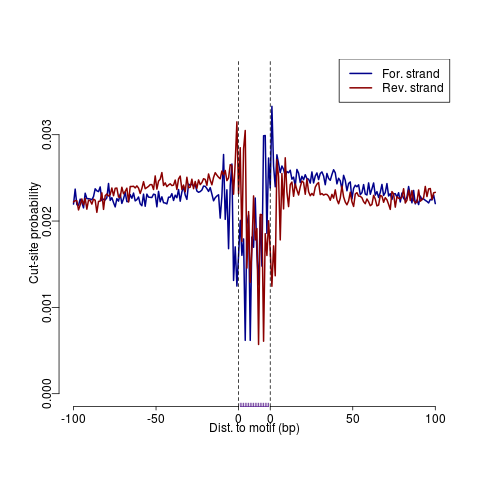 For. strand
Rev. strand
Cut-site probability
0.003
0.002
0.001
0.000
-100 -50 0 0 50 100
Dist. to motif (bp)